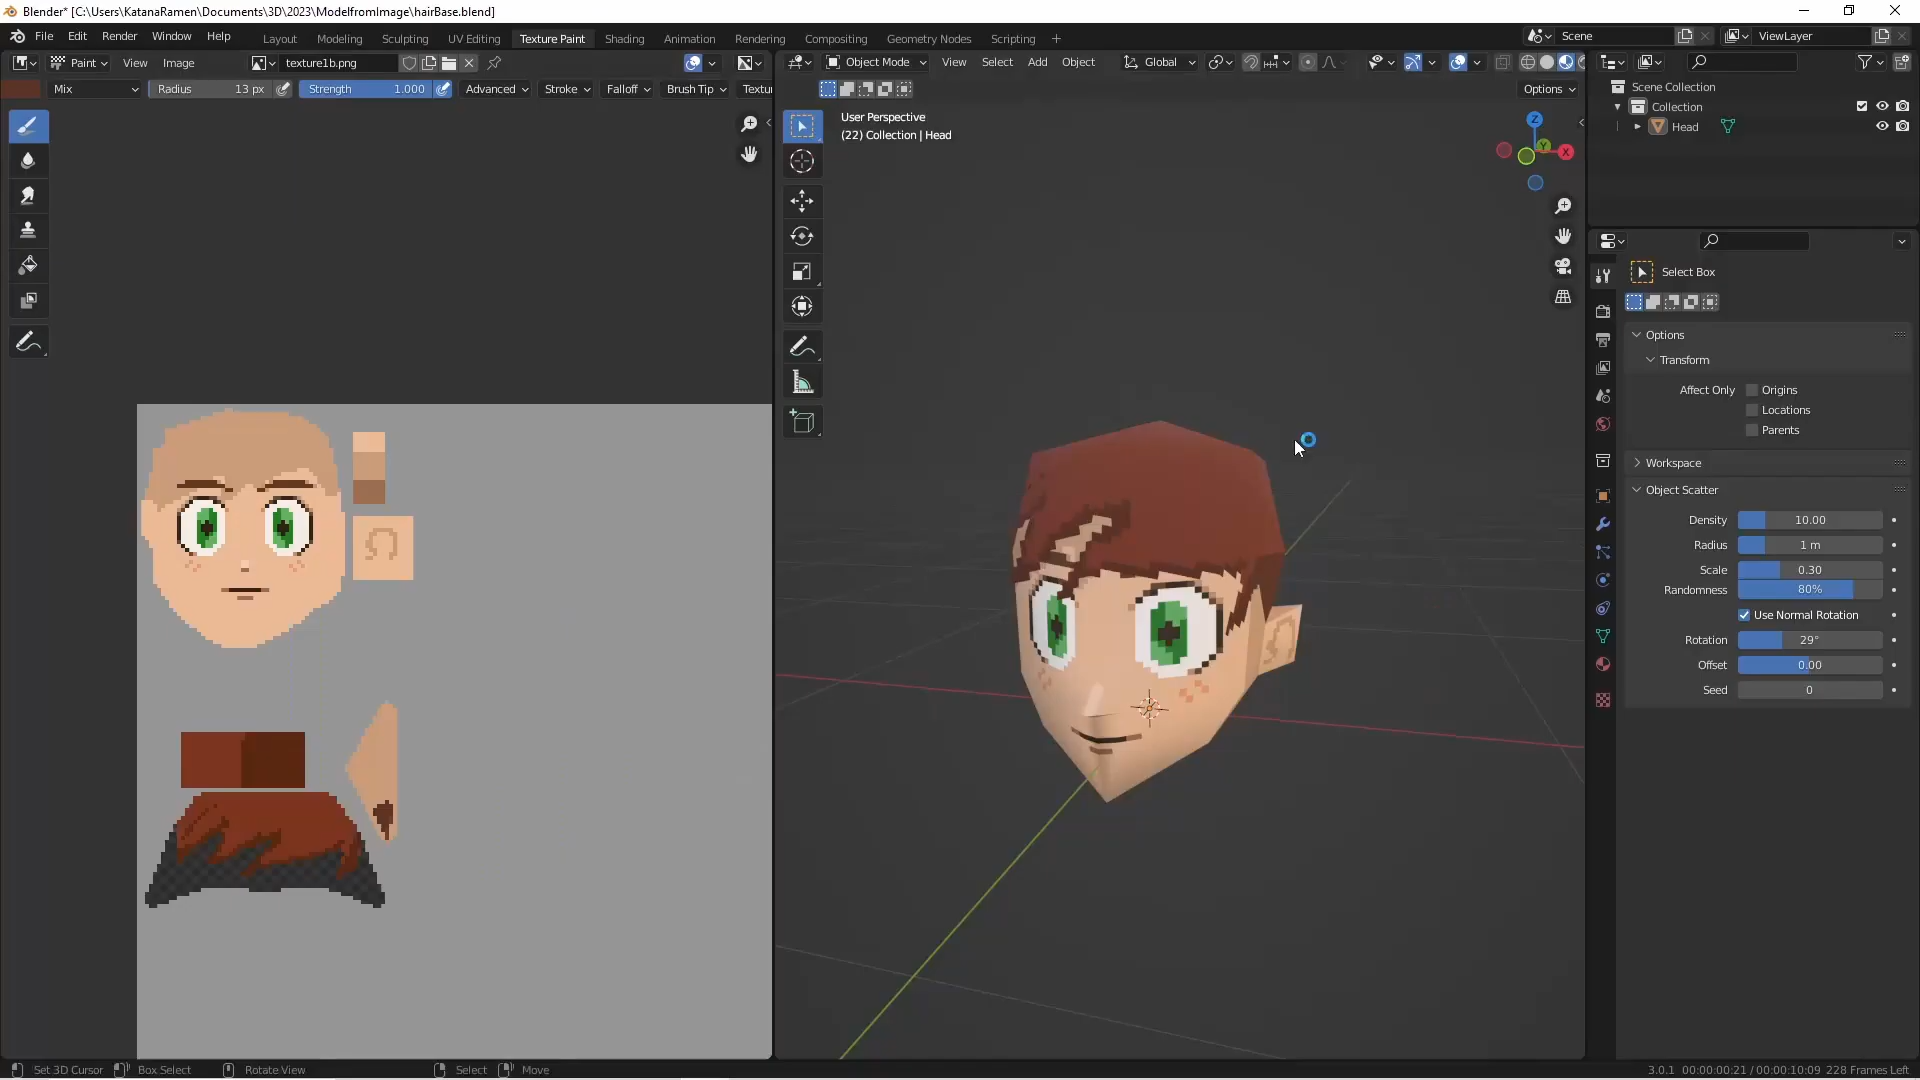 Blender* [C:\Users\KatanaRamen\Documents\3D\2023\ModelfromImage\hairBase.blend]
File Edit Render Window Help Layout Modeling Sculpting UV Editing Texture Paint Shading Animation Rendering Compositing Geometry Nodes Scripting + Scene ViewLayer
Paint View Image texture1b.png Object Mode View Select Add Object Global
Mix Radius 13 px Strength 1.000 Advanced Stroke Falloff Brush Tip Textu Options
User Perspective
(22) Collection | Head
Z
Y
X
Scene Collection
Collection
Head
Select Box
Options
Transform
Affect Only Origins
Locations
Parents
Workspace
Object Scatter
Density 10.00
Radius 1 m
Scale 0.30
Randomness 80%
Use Normal Rotation
Rotation 29°
Offset 0.00
Seed 0
Set 3D Cursor Box Select Rotate View Select Move 3.0.1 00:00:00:21 / 00:00:10:09 228 Frames Left